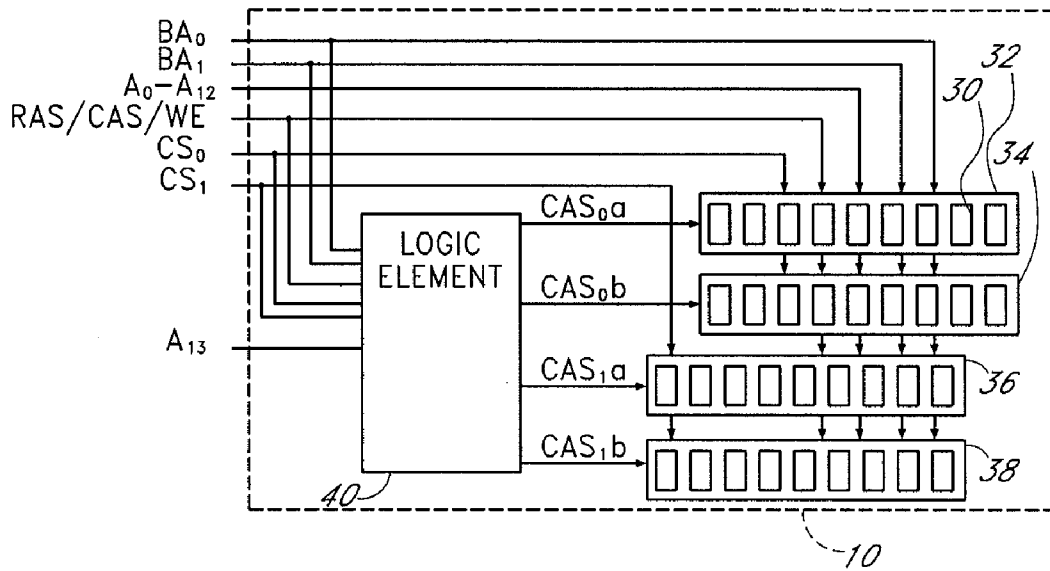 BA₀
BA₁
A₀–A₁₂
RAS/CAS/WE
CS₀
CS₁
A₁₃
LOGIC
ELEMENT
CAS₀a
CAS₀b
CAS₁a
CAS₁b
30
32
34
36
38
40
10